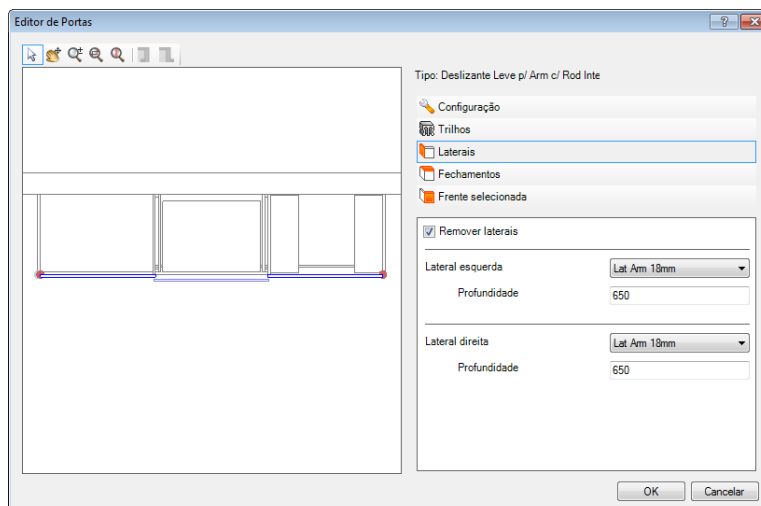 Editor de Portas
Tipo: Deslizante Leve p/ Arm c/ Rod Inte
Configuração
Trilhos
Laterais
Fechamentos
Frente selecionada
Remover laterais
Lateral esquerda Lat Arm 18mm
Profundidade 650
Lateral direita Lat Arm 18mm
Profundidade 650
OK Cancelar